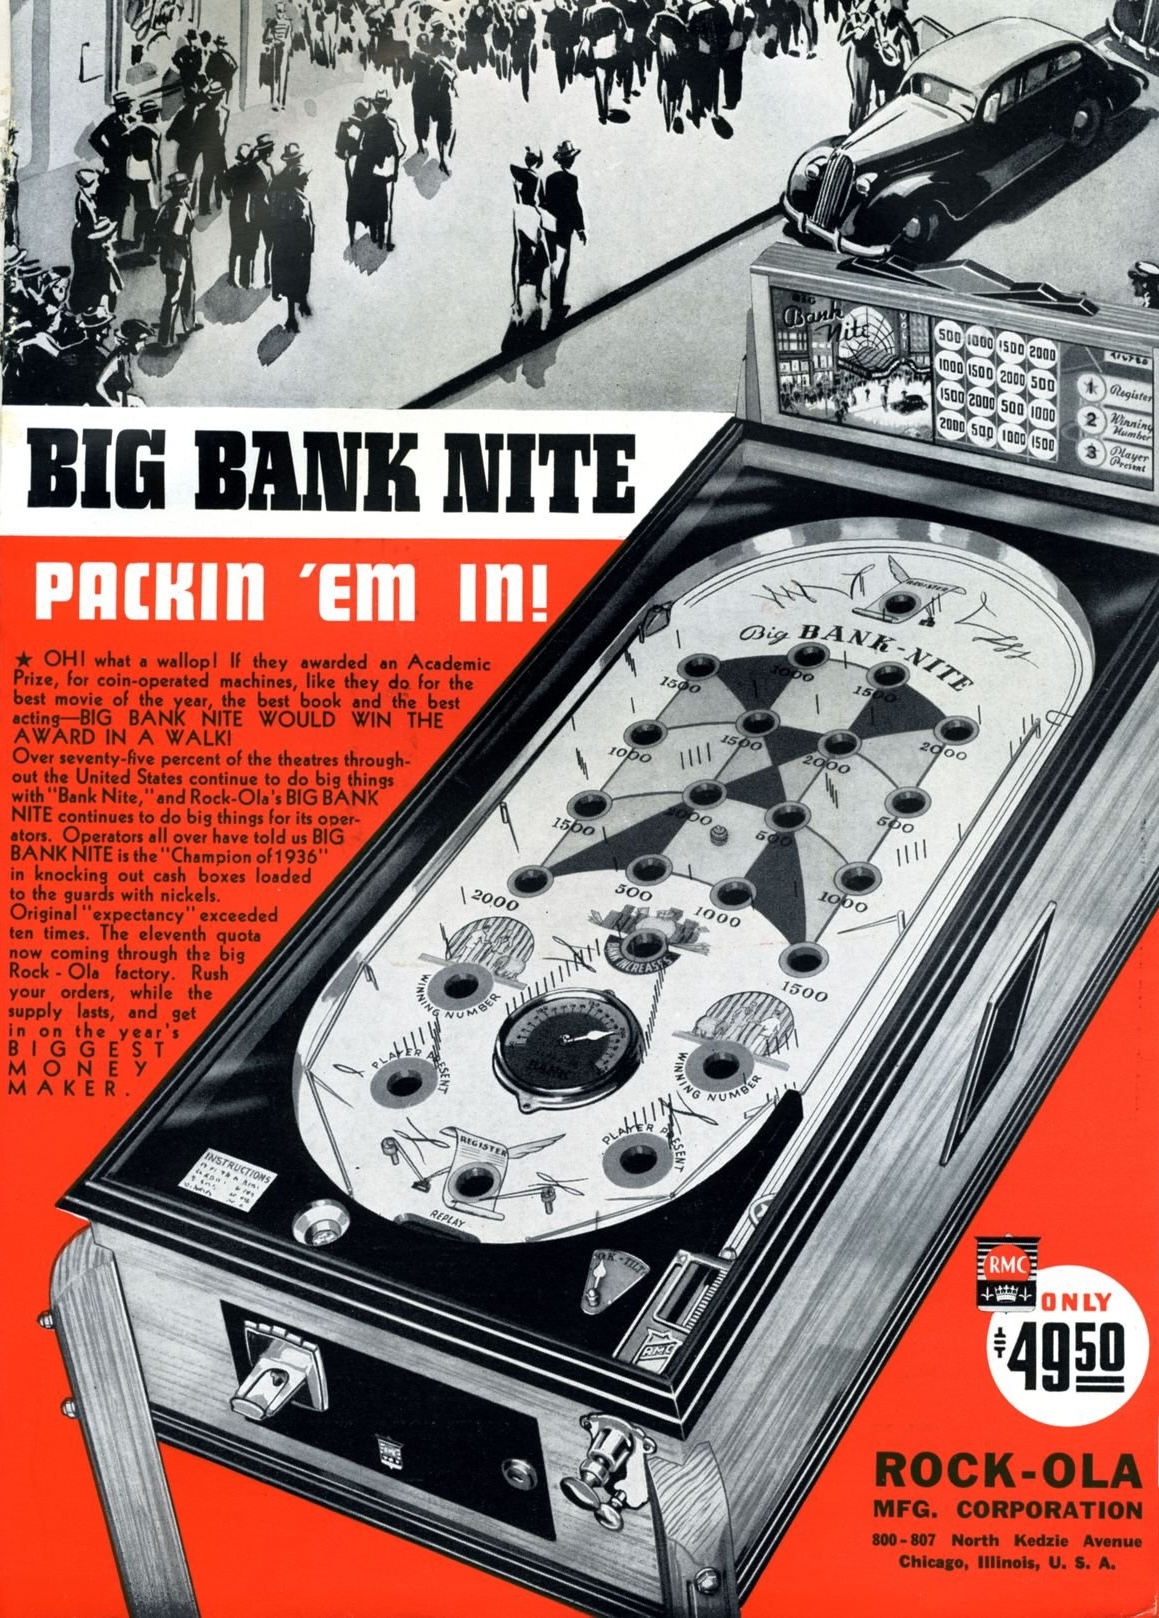 BIG
Bank
Nite
500 1000 1500 2000
1000 1500 2000 500
1500 2000 500 1000
2000 500 1000 1500
1 Register
2 Winning
Number
3 Player
Present
BIG BANK NITE
PACKIN 'EM IN!
★ OH! what a wallop! If they awarded an Academic
Prize, for coin-operated machines, like they do for the
best movie of the year, the best book and the best
acting—BIG BANK NITE WOULD WIN THE
AWARD IN A WALK!
Over seventy-five percent of the theatres through-
out the United States continue to do big things
with "Bank Nite," and Rock-Ola's BIG BANK
NITE continues to do big things for its oper-
ators. Operators all over have told us BIG
BANK NITE is the "Champion of 1936"
in knocking out cash boxes loaded
to the guards with nickels.
Original "expectancy" exceeded
ten times. The eleventh quota
now coming through the big
Rock-Ola factory. Rush
your orders, while the
supply lasts, and get
in on the year's
BIGGEST
MONEY
MAKER.
REGISTER
Big BANK-NITE
1500
1000
1500
1000
1500
2000
2000
1500
2000
500
500
2000
500
1000
1000
1500
BANK INCREASES
WINNING NUMBER
BANK
PLAYER PRESENT
WINNING NUMBER
PLAYER PRESENT
REGISTER
INSTRUCTIONS
REPLAY
O.K. - TILT
RMC
RMC
RMC
ONLY
$4950
ROCK-OLA
MFG. CORPORATION
800-807 North Kedzie Avenue
Chicago, Illinois, U. S. A.